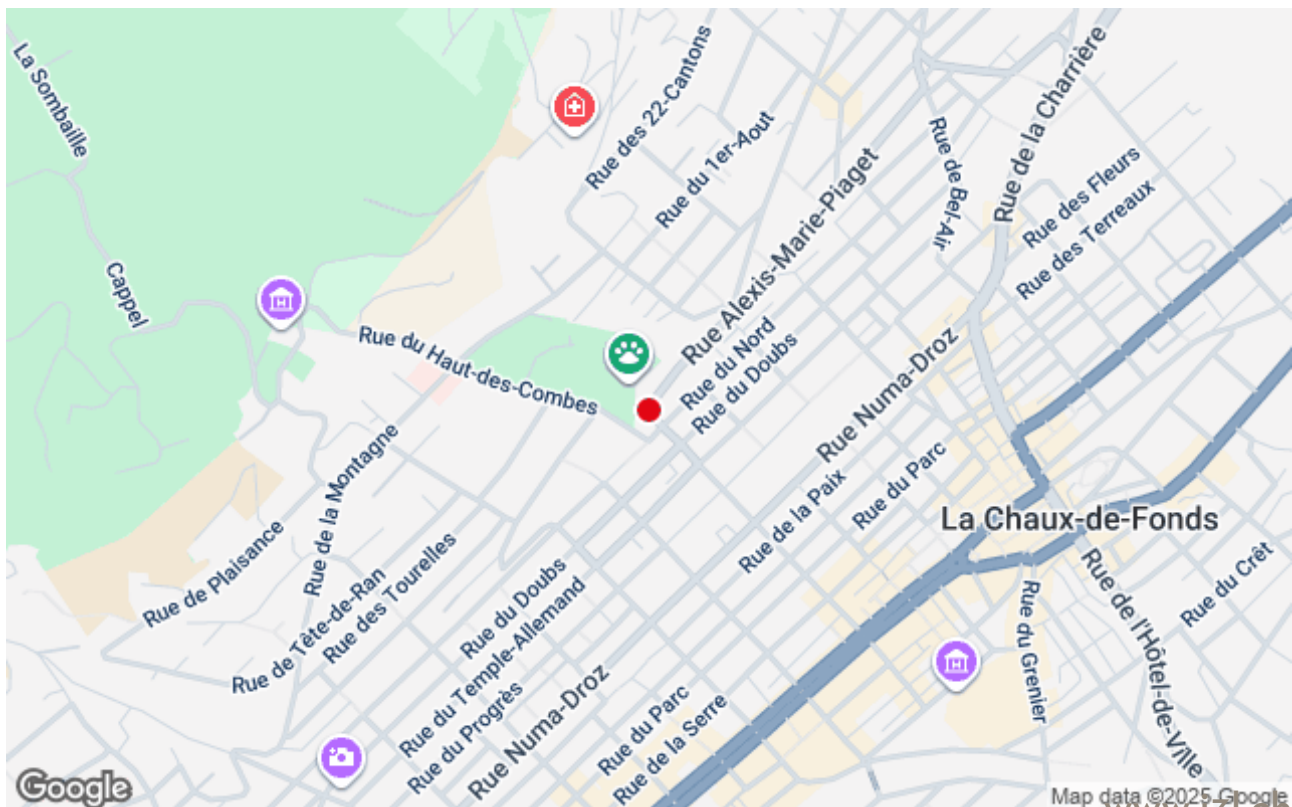 La Sombaille
Cappel
Rue des 22-Cantons
Rue du 1er-Aout
Rue Alexis-Marie-Piaget
Rue de Bel-Air
Rue de la Charrière
Rue des Fleurs
Rue des Terreaux
Rue du Haut-des-Combes
Rue du Nord
Rue du Doubs
Rue Numa-Droz
Rue de la Paix
Rue du Parc
La Chaux-de-Fonds
Rue de la Montagne
Rue de Plaisance
Rue de Tête-de-Ran
Rue des Tourelles
Rue du Doubs
Rue du Temple-Allemand
Rue du Progrès
Rue Numa-Droz
Rue du Parc
Rue de la Serre
Rue du Grenier
Rue de l'Hôtel-de-Ville
Rue du Crêt
Google
Map data ©2025 Google